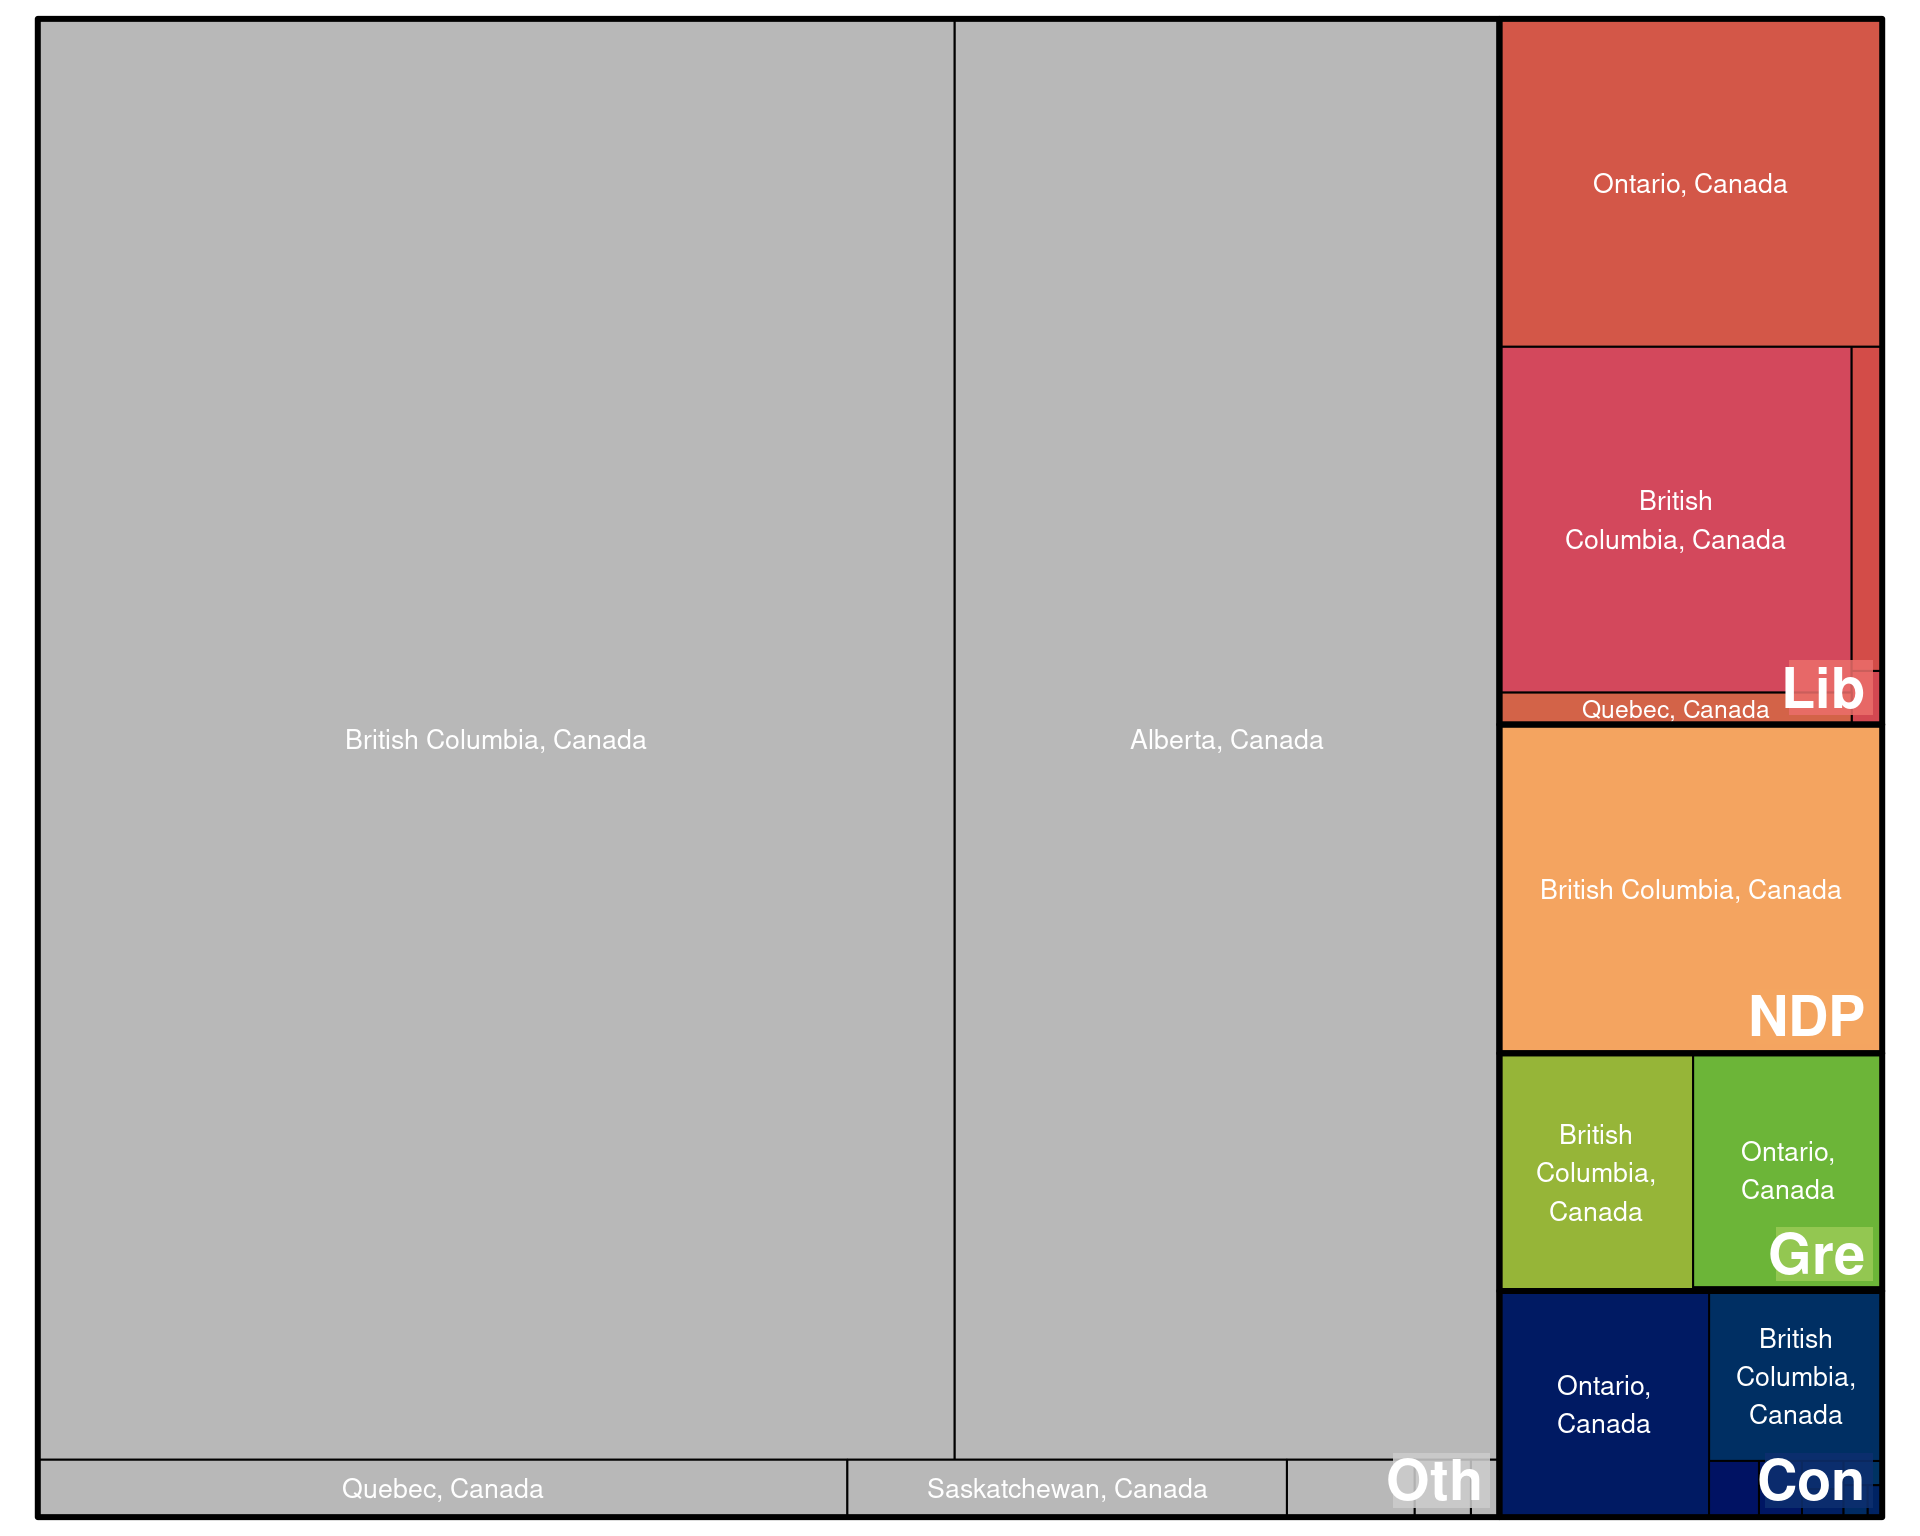 British Columbia, Canada
Alberta, Canada
Quebec, Canada
Saskatchewan, Canada
Oth
Ontario, Canada
British
Columbia, Canada
Quebec, Canada
Lib
British Columbia, Canada
NDP
British
Columbia,
Canada
Ontario,
Canada
Gre
Ontario,
Canada
British
Columbia,
Canada
Con